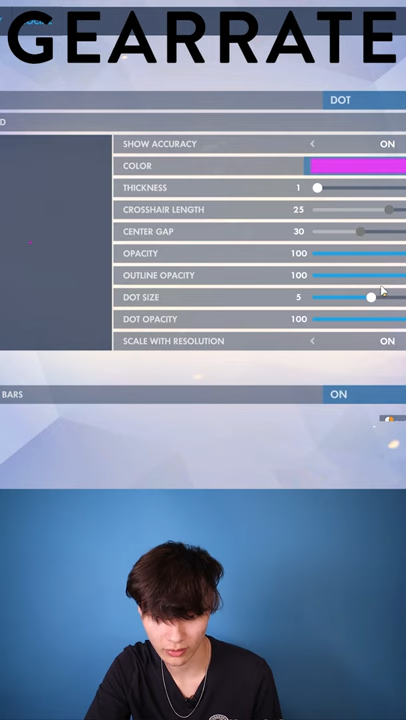 GEARRATE
DOT
D
SHOW ACCURACY < ON
COLOR
THICKNESS 1
CROSSHAIR LENGTH 25
CENTER GAP 30
OPACITY 100
OUTLINE OPACITY 100
DOT SIZE 5
DOT OPACITY 100
SCALE WITH RESOLUTION < ON
BARS ON